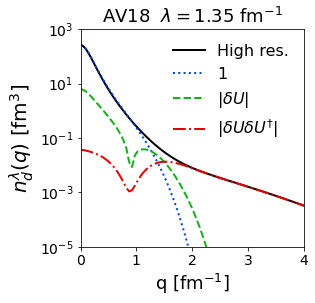 AV18 λ = 1.35 fm⁻¹
10³
10¹
10⁻¹
10⁻³
10⁻⁵
n_d^λ(q) [fm³]
High res.
1
|δU|
|δUδU†|
0 1 2 3 4
q [fm⁻¹]